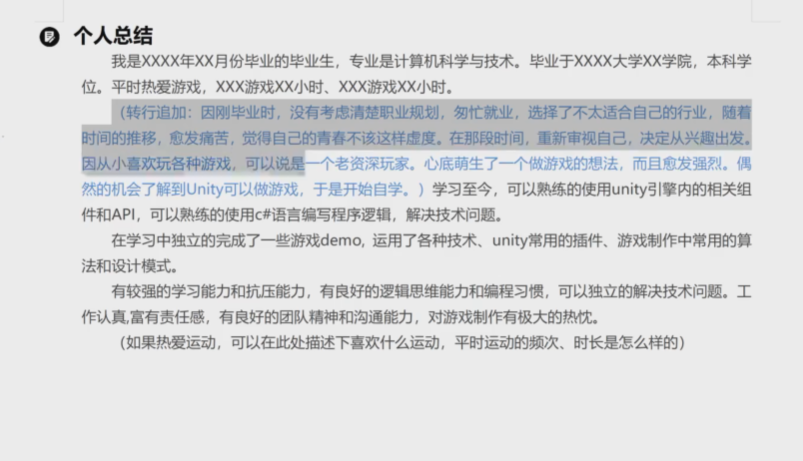 个人总结
我是XXXX年XX月份毕业的毕业生，专业是计算机科学与技术。毕业于XXXX大学XX学院，本科学
位。平时热爱游戏，XXX游戏XX小时、XXX游戏XX小时。
（转行追加：因刚毕业时，没有考虑清楚职业规划，匆忙就业，选择了不太适合自己的行业，随着
时间的推移，愈发痛苦，觉得自己的青春不该这样虚度。在那段时间，重新审视自己，决定从兴趣出发。
因从小喜欢玩各种游戏，可以说是一个老资深玩家。心底萌生了一个做游戏的想法，而且愈发强烈。偶
然的机会了解到Unity可以做游戏，于是开始自学。）学习至今，可以熟练的使用unity引擎内的相关组
件和API，可以熟练的使用c#语言编写程序逻辑，解决技术问题。
在学习中独立的完成了一些游戏demo, 运用了各种技术、unity常用的插件、游戏制作中常用的算
法和设计模式。
有较强的学习能力和抗压能力，有良好的逻辑思维能力和编程习惯，可以独立的解决技术问题。工
作认真,富有责任感，有良好的团队精神和沟通能力，对游戏制作有极大的热忱。
（如果热爱运动，可以在此处描述下喜欢什么运动，平时运动的频次、时长是怎么样的）